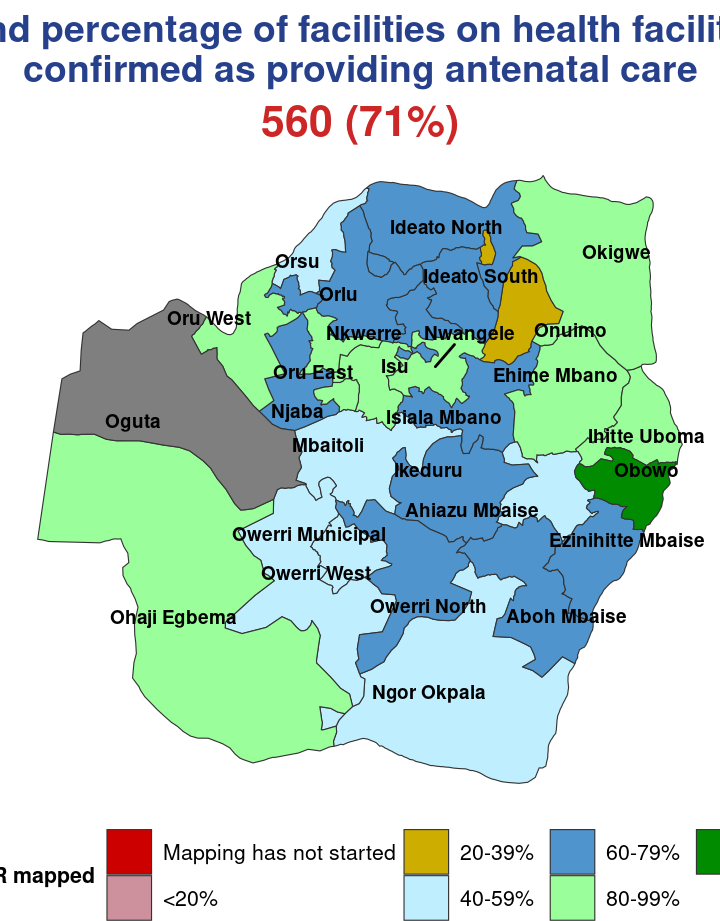 nd percentage of facilities on health facilit
confirmed as providing antenatal care
560 (71%)
Ideato North
Okigwe
Orsu
Ideato South
Orlu
Oru West
Nkwerre
Nwangele
Onuimo
Isu
Oru East
Ehime Mbano
Njaba
Isiala Mbano
Oguta
Ihitte Uboma
Mbaitoli
Ikeduru
Obowo
Ahiazu Mbaise
Owerri Municipal
Ezinihitte Mbaise
Owerri West
Owerri North
Ohaji Egbema
Aboh Mbaise
Ngor Okpala
R mapped
Mapping has not started
20-39%
60-79%
<20%
40-59%
80-99%